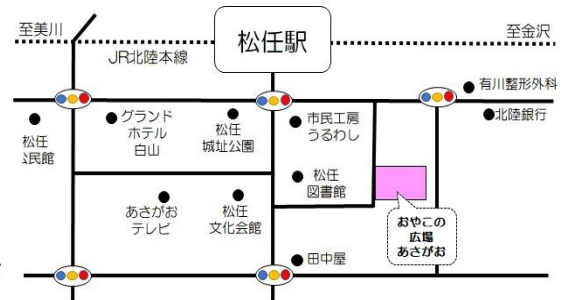 至美川
松任駅
至金沢
JR北陸本線
有川整形外科
北陸銀行
グランド
ホテル
白山
松任
城址公園
市民工房
うるわし
松任
公民館
松任
図書館
あさがお
テレビ
松任
文化会館
おやこの
広場
あさがお
田中屋